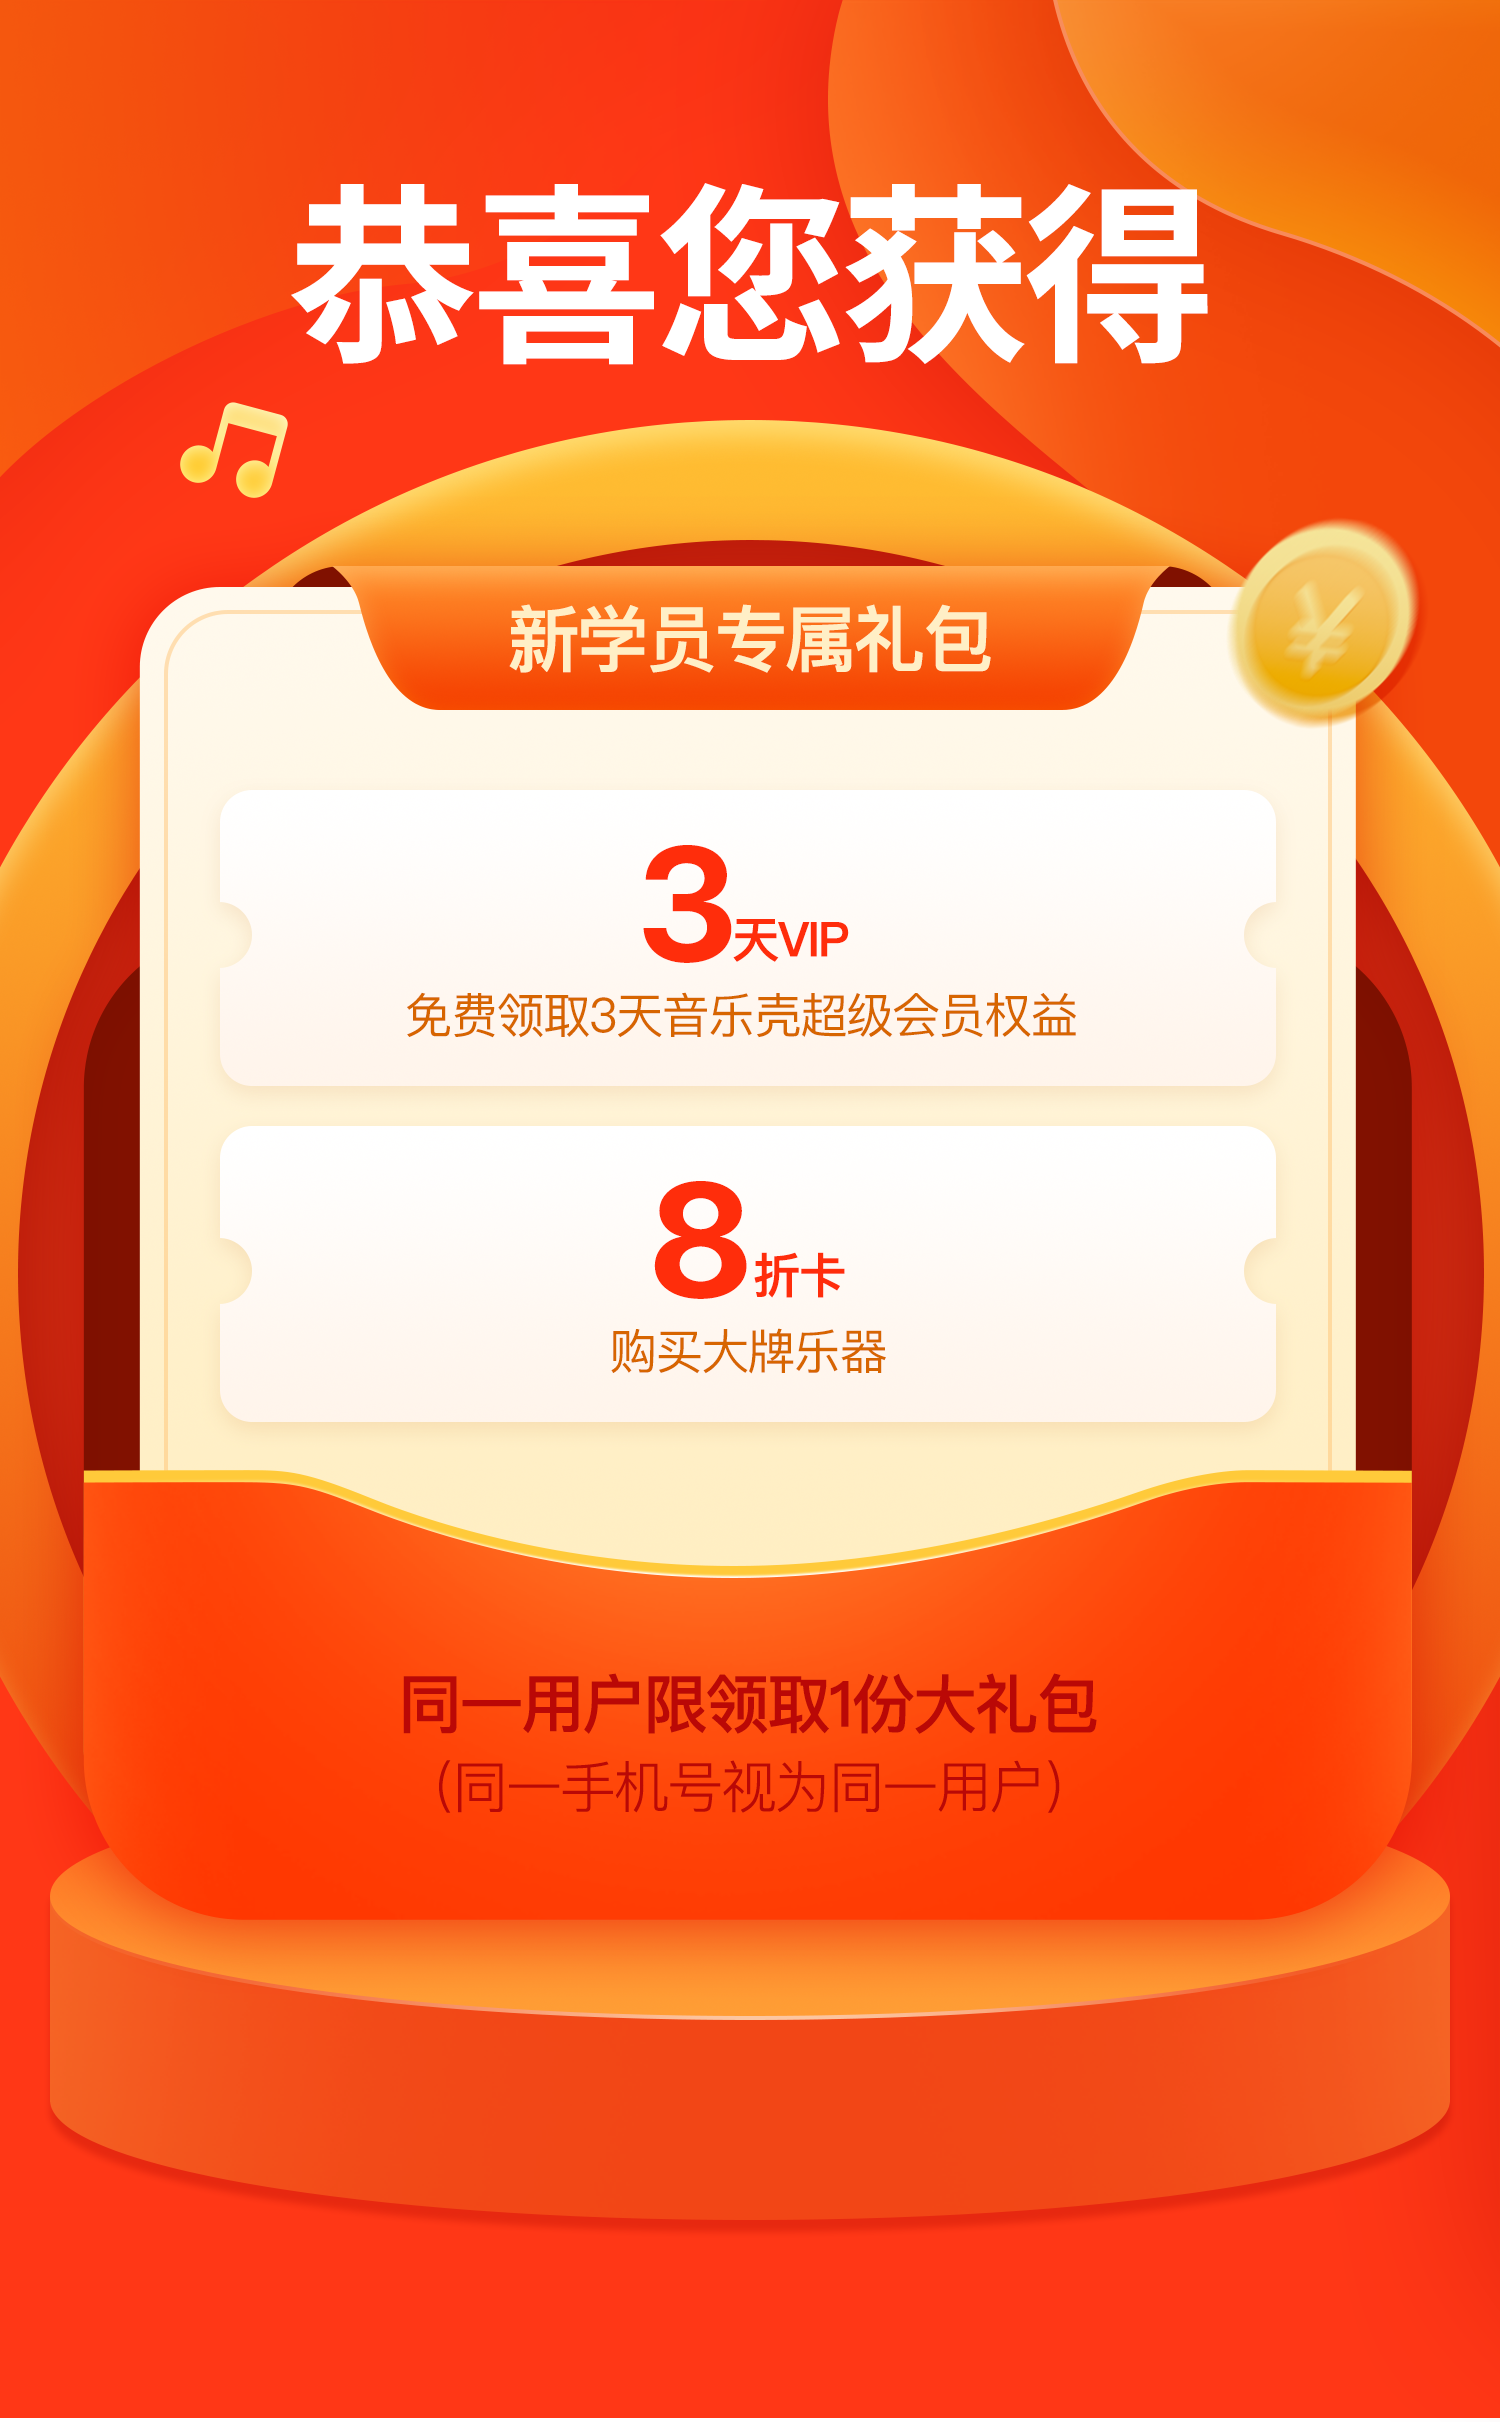 恭喜您获得
新学员专属礼包
¥
3天VIP
免费领取3天音乐壳超级会员权益
8折卡
购买大牌乐器
同一用户限领取1份大礼包
（同一手机号视为同一用户）